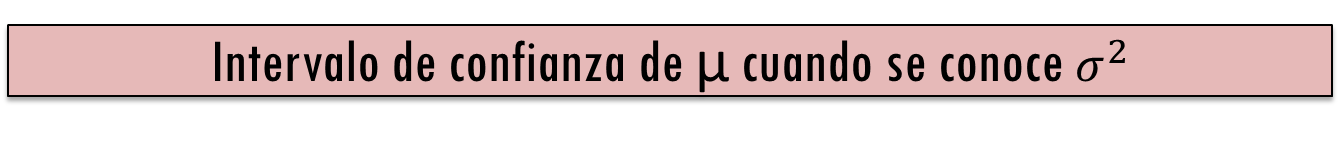 Intervalo de confianza de μ cuando se conoce σ²